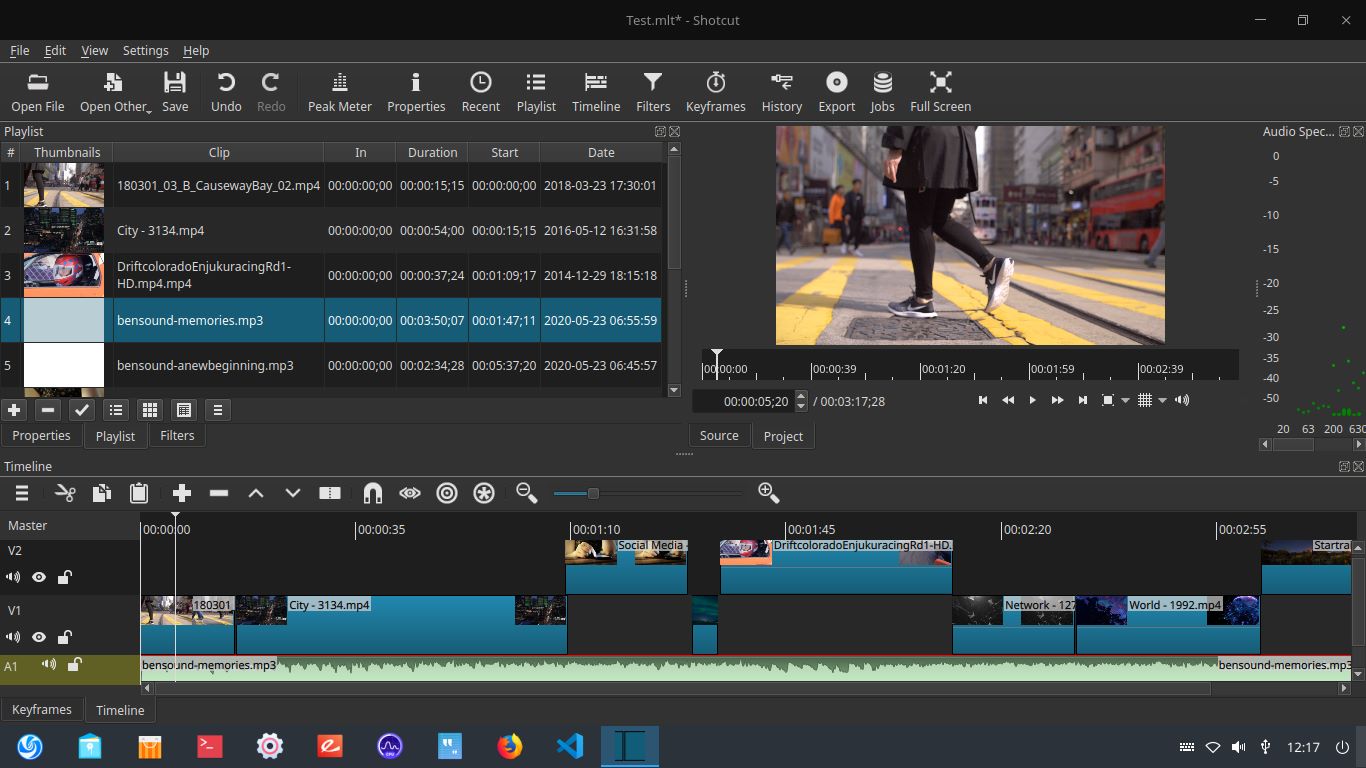 Test.mlt* - Shotcut
File Edit View Settings Help
Open File Open Other Save Undo Redo Peak Meter Properties Recent Playlist Timeline Filters Keyframes History Export Jobs Full Screen
Playlist
# Thumbnails Clip In Duration Start Date
1 180301_03_B_CausewayBay_02.mp4 00:00:00;00 00:00:15;15 00:00:00;00 2018-03-23 17:30:01
2 City - 3134.mp4 00:00:00;00 00:00:54;00 00:00:15;15 2016-05-12 16:31:58
3 DriftcoloradoEnjukuracingRd1-
HD.mp4.mp4 00:00:00;00 00:00:37;24 00:01:09;17 2014-12-29 18:15:18
4 bensound-memories.mp3 00:00:00;00 00:03:50;07 00:01:47;11 2020-05-23 06:55:59
5 bensound-anewbeginning.mp3 00:00:00;00 00:02:34;28 00:05:37;20 2020-05-23 06:45:57
Properties Playlist Filters
00:00:00 00:00:39 00:01:20 00:01:59 00:02:39
00:00:05;20 / 00:03:17;28
Source Project
Audio Spec...
0
-5
-10
-15
-20
-25
-30
-35
-40
-50
20 63 200 630
Timeline
Master 00:00:00 00:00:35 00:01:10 00:01:45 00:02:20 00:02:55
V2 Social Media DriftcoloradoEnjukuracingRd1-HD. Startra
V1 180301 City - 3134.mp4 Network - 127 World - 1992.mp4
A1 bensound-memories.mp3 bensound-memories.mp3
Keyframes Timeline
CPU
12:17